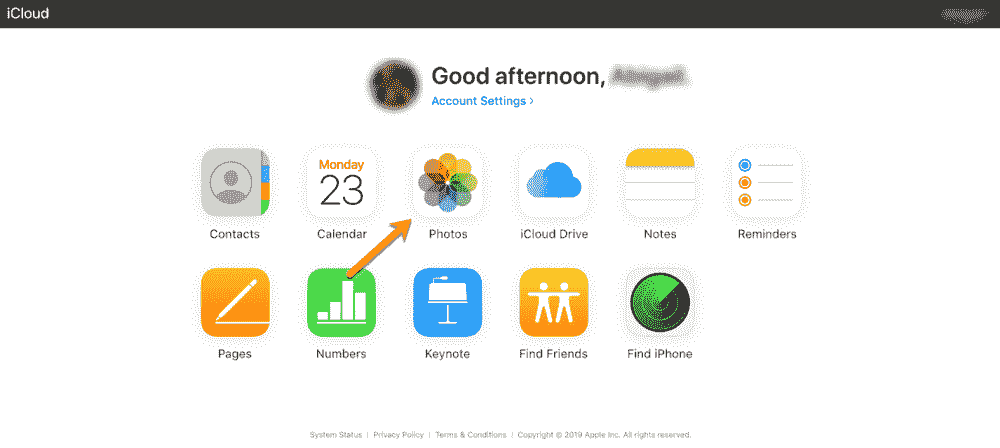 iCloud
Good afternoon,
Account Settings >
Monday
23
Contacts
Calendar
Photos
iCloud Drive
Notes
Reminders
Pages
Numbers
Keynote
Find Friends
Find iPhone
System Status | Privacy Policy | Terms & Conditions | Copyright © 2019 Apple Inc. All rights reserved.